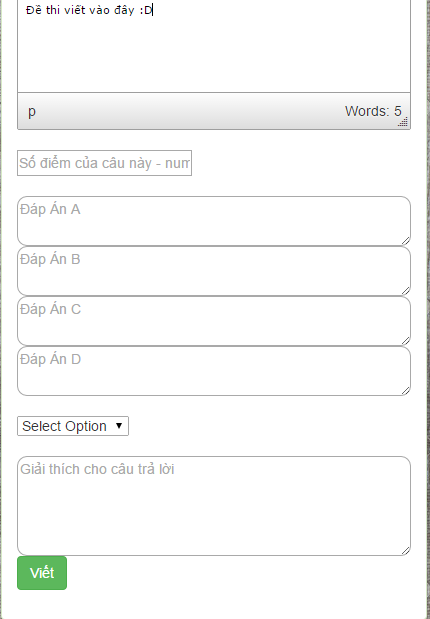 Đề thi viết vào đây :D
p Words: 5
Số điểm của câu này - num
Đáp Án A
Đáp Án B
Đáp Án C
Đáp Án D
Select Option
Giải thích cho câu trả lời
Viết